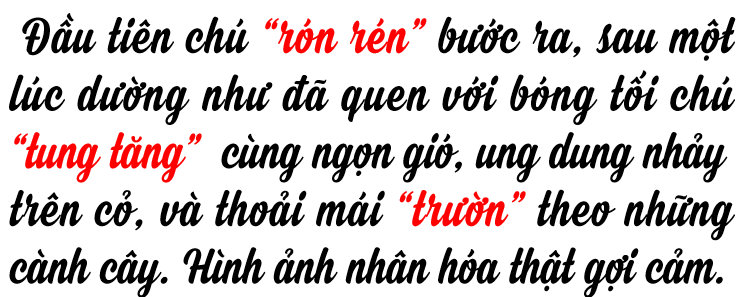 Đầu tiên chú “rón rén” bước ra, sau một
lúc dường như đã quen với bóng tối chú
“tung tăng” cùng ngọn gió, ung dung nhảy
trên cỏ, và thoải mái “trườn” theo những
cành cây. Hình ảnh nhân hóa thật gợi cảm.